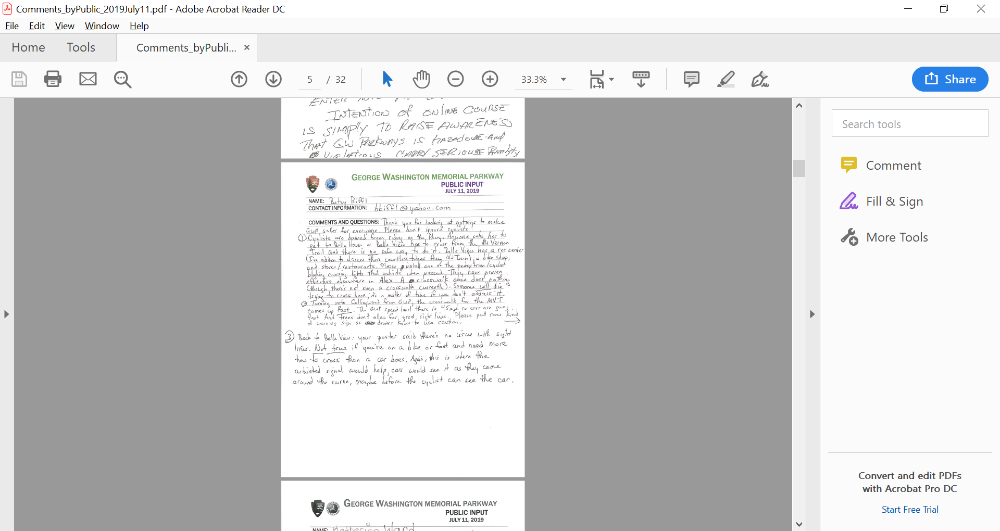 Comments_byPublic_2019July11.pdf - Adobe Acrobat Reader DC
File Edit View Window Help
Home Tools Comments_byPubli... ×
5 / 32 33.3% Share
ENTER
INTENTION OF ONLINE COURSE
IS SIMPLY TO RAISE AWARENESS
THAT GW PARKWAYS IS HAZADOUE And
VIOLATIONS CARRY SERIOUSE
GEORGE WASHINGTON MEMORIAL PARKWAY
PUBLIC INPUT
JULY 11, 2019
NAME: Betsy Biffl
CONTACT INFORMATION: bbiffl@yahoo.com
COMMENTS AND QUESTIONS: Thank you for looking at options to make
GWP safer for everyone. Please don't ignore cyclists
① Cyclists are banned from riding on the Pkwy. Anyone who has to
get to Belle Haven or Belle View has to cross from the Mt Vernon
Trail and there is no safe way to do it. Belle View has a rec center
(I've ridden to classes there countless times from Old Town), a bike shop,
and stores/restaurants. Please install one of the pedestrian/cyclist
blinking crossing lights that activate when pressed. They have proven
effective elsewhere in Alex. A crosswalk alone does nothing
(though there's not even a crosswalk currently). Someone will die
trying to cross here; it's a matter of time if you don't address it.
② Turning onto Collingwood from GWP, the crosswalk for the MVT
comes up fast. The GWP speed limit there is 45mph so cars are going
fast. And trees don't allow for great sight lines. Please put some kind
of warning sign so drivers know to use caution. →
③ Back to Belle View: your poster said there's no issue with sight
lines. Not true if you're on a bike or foot and need more
time to cross than a car does. Again, this is where the
activated signal would help, cars would see it as they come
around the curve, maybe before the cyclist can see the car.
GEORGE WASHINGTON MEMORIAL PARKWAY
PUBLIC INPUT
JULY 11, 2019
NAME: Katherine Ward
Search tools
Comment
Fill & Sign
More Tools
Convert and edit PDFs
with Acrobat Pro DC
Start Free Trial